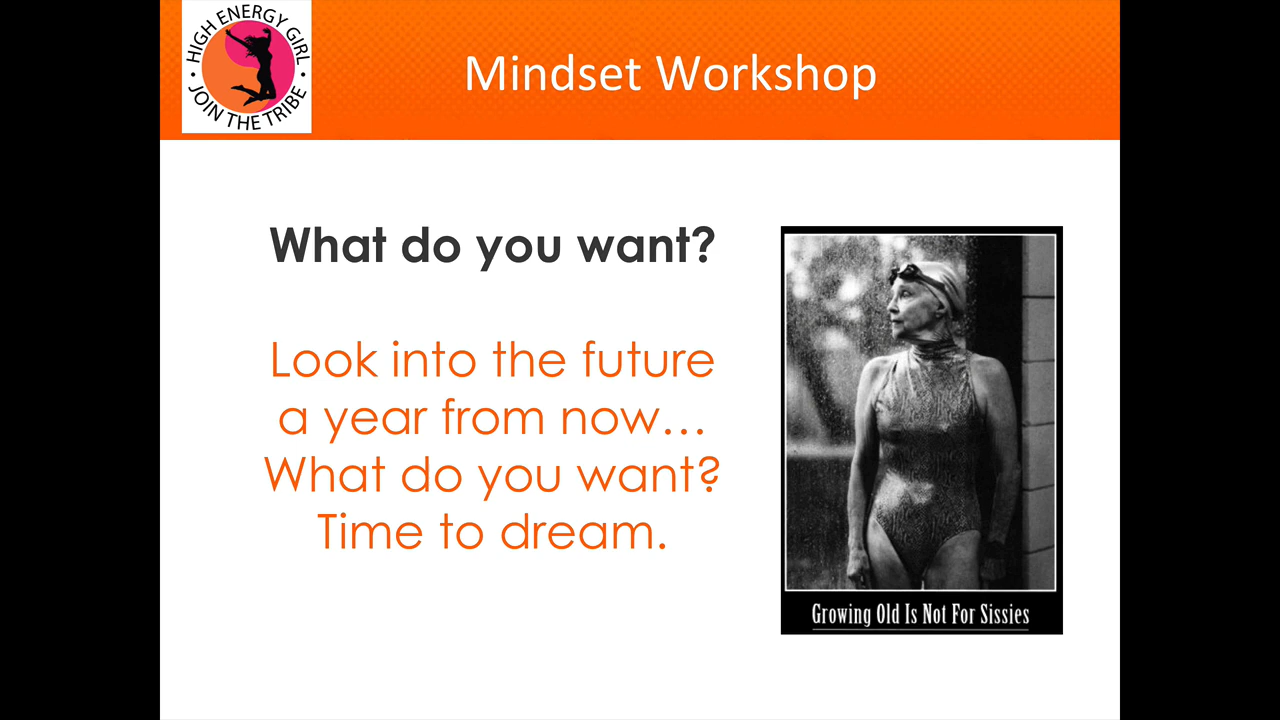 HIGH ENERGY GIRL
• JOIN THE TRIBE •
Mindset Workshop
What do you want?
Look into the future
a year from now…
What do you want?
Time to dream.
Growing Old Is Not For Sissies